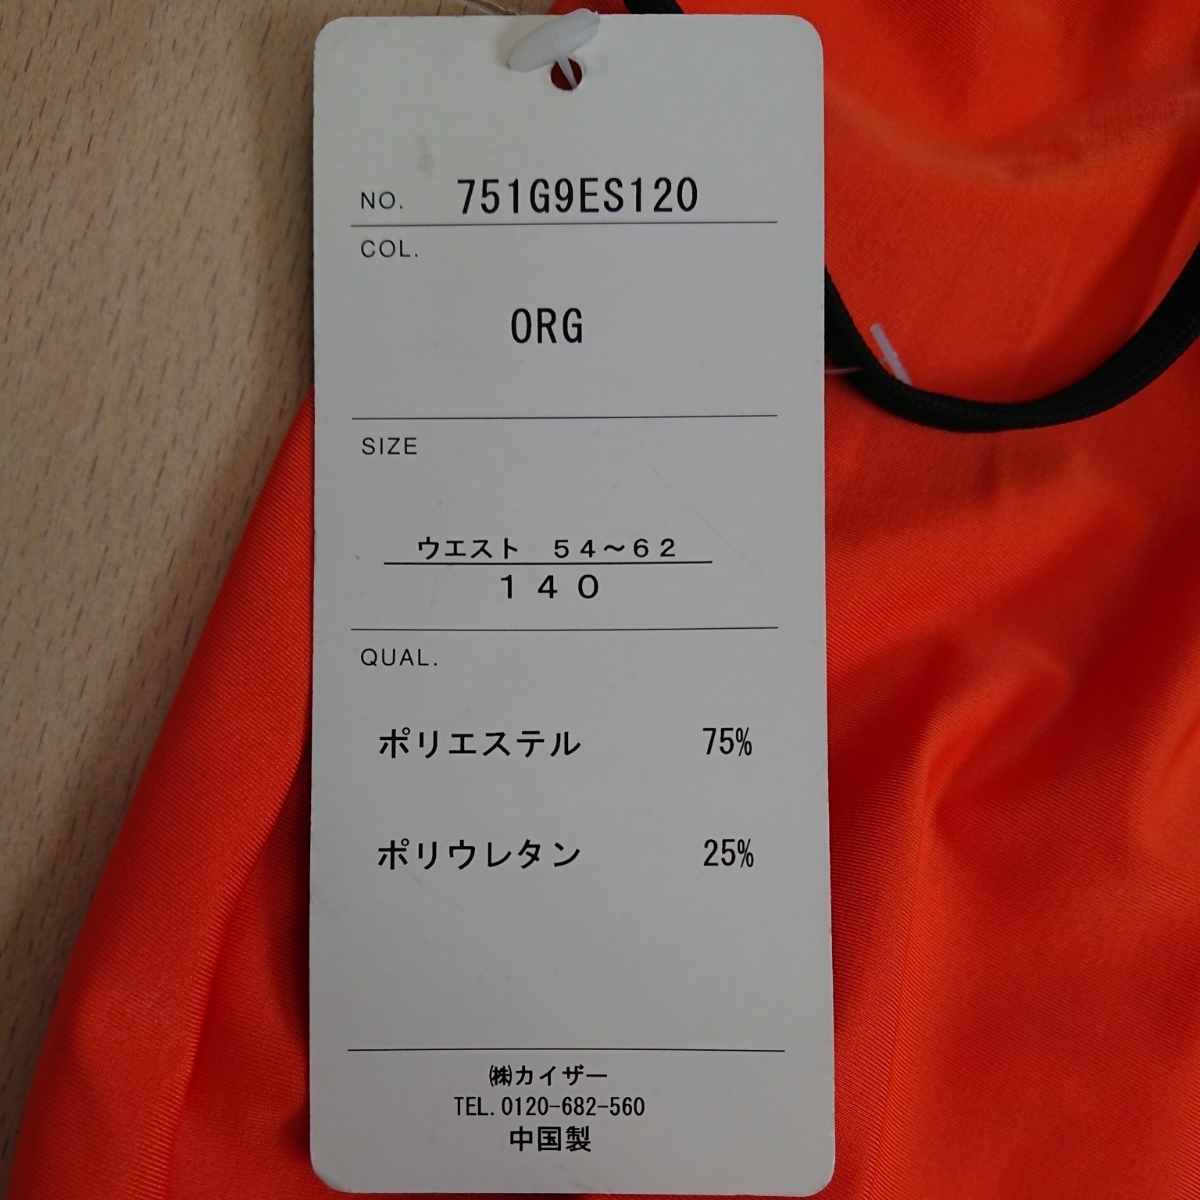 NO. 751G9ES120
COL.
ORG
SIZE
ウエスト 54～62
140
QUAL.
ポリエステル 75%
ポリウレタン 25%
㈱カイザー
TEL.0120-682-560
中国製